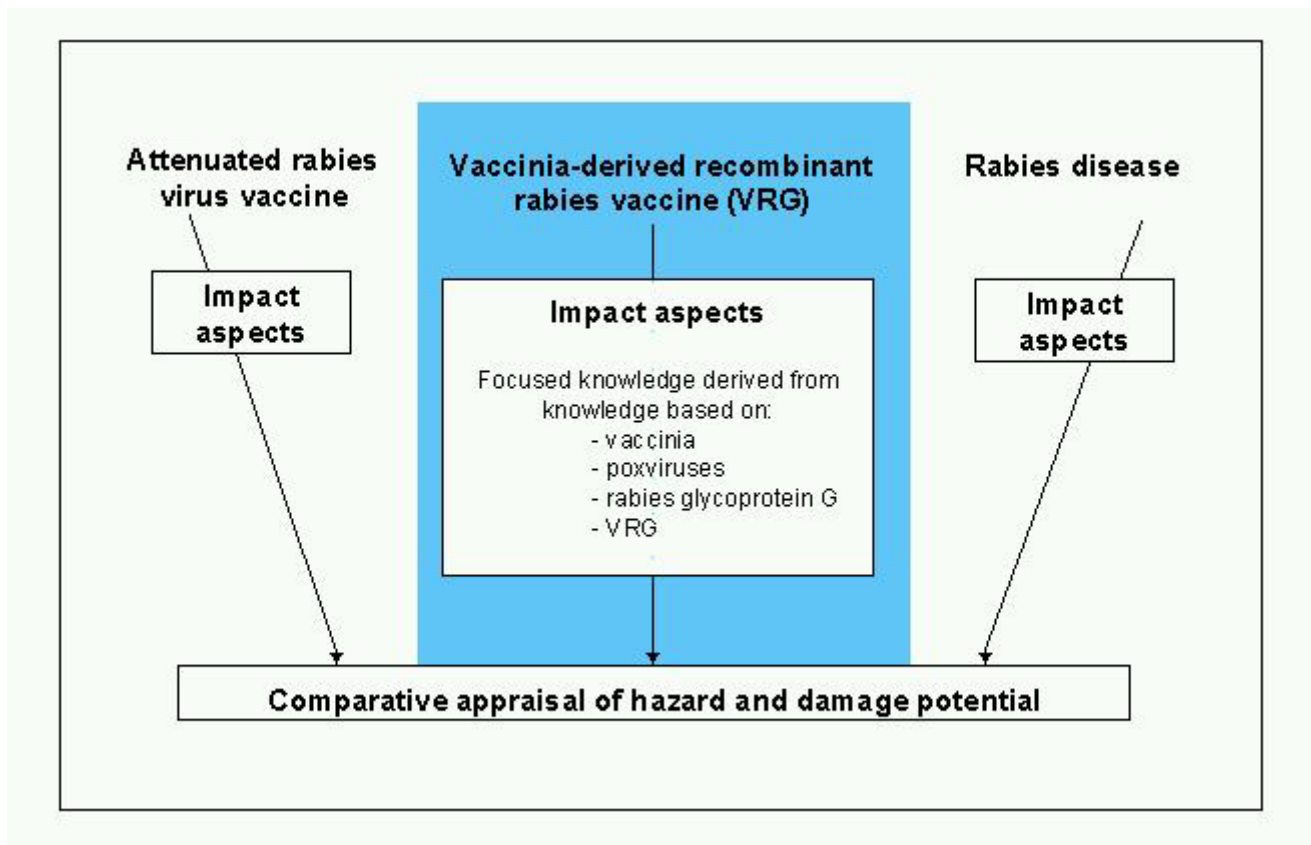 Attenuated rabies
virus vaccine
Vaccinia-derived recombinant
rabies vaccine (VRG)
Rabies disease
Impact
aspects
Impact aspects
Focused knowledge derived from
knowledge based on:
- vaccinia
- poxviruses
- rabies glycoprotein G
- VRG
Impact
aspects
Comparative appraisal of hazard and damage potential